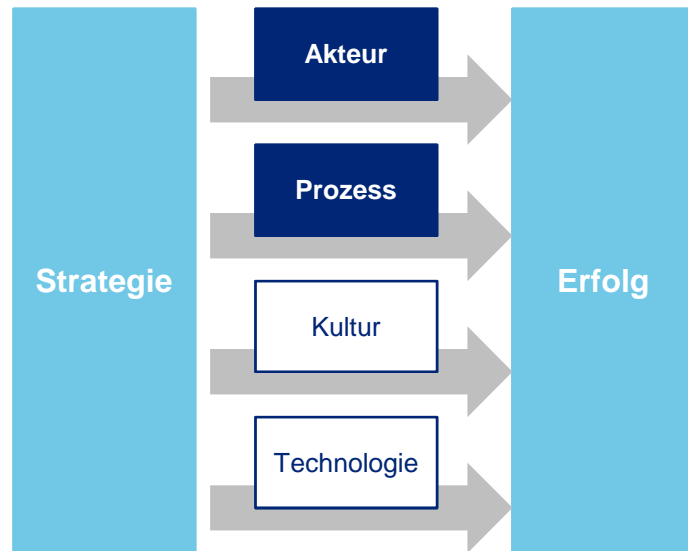 Akteur
Prozess
Strategie
Erfolg
Kultur
Technologie